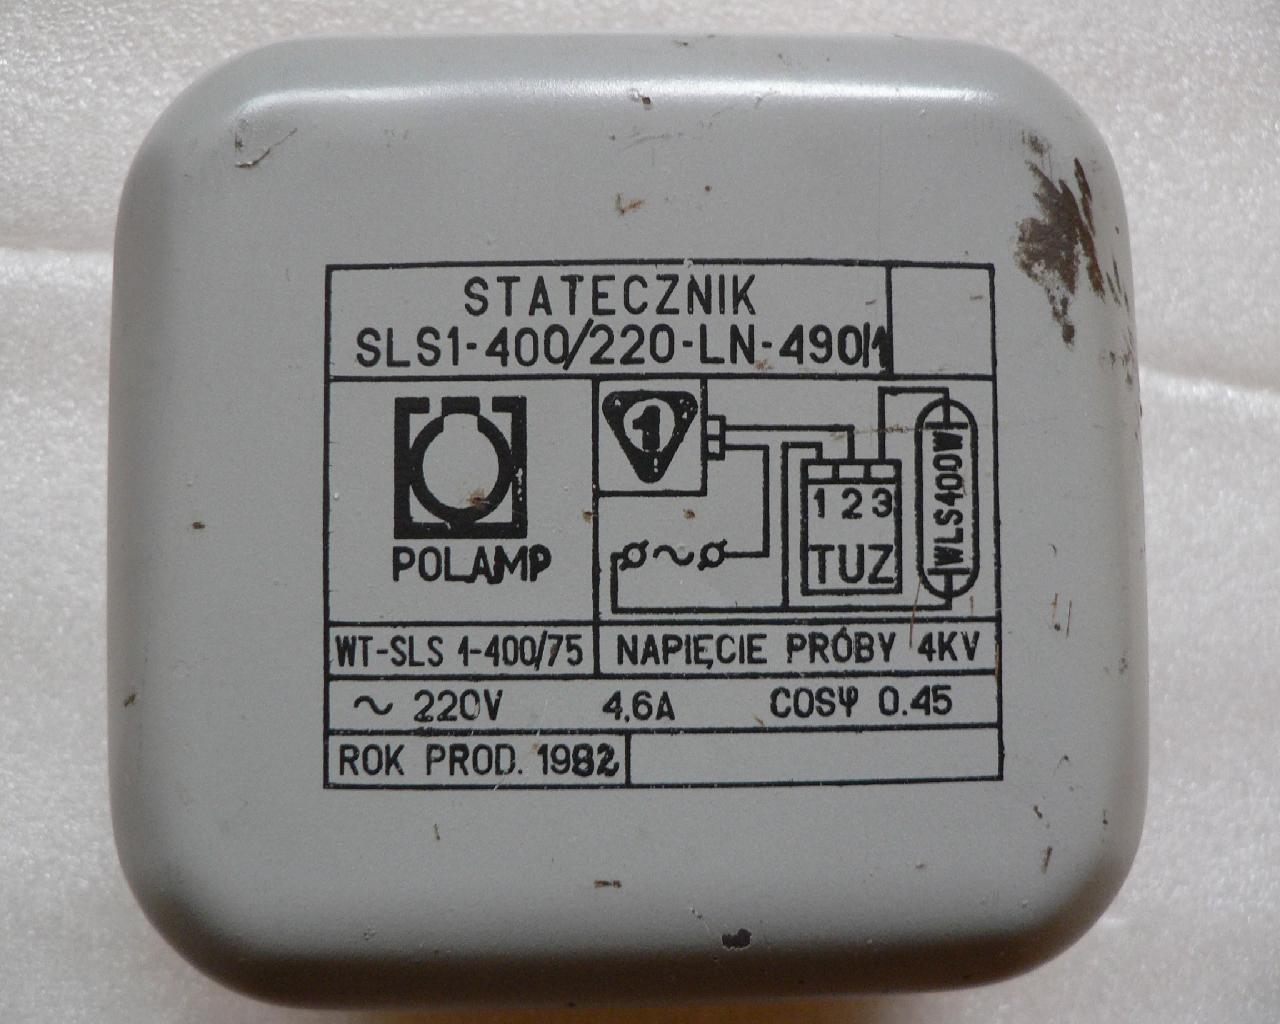 STATECZNIK
SLS1-400/220-LN-490/1
1
POLAMP
1 2 3
TUZ
WLS400W
WT-SLS 1-400/75
NAPIĘCIE PRÓBY 4KV
~ 220V 4,6A COSφ 0.45
ROK PROD. 1982